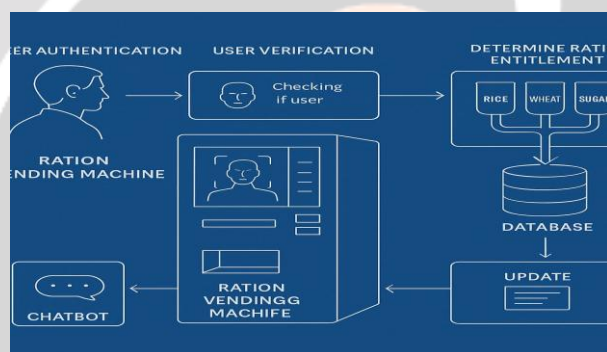 ER AUTHENTICATION
USER VERIFICATION
DETERMINE RATI
ENTITLEMENT
Checking
if user
RICE
WHEAT
SUGA
RATION
ENDING MACHINE
DATABASE
UPDATE
RATION
VENDINGG
MACHIFE
CHATBOT